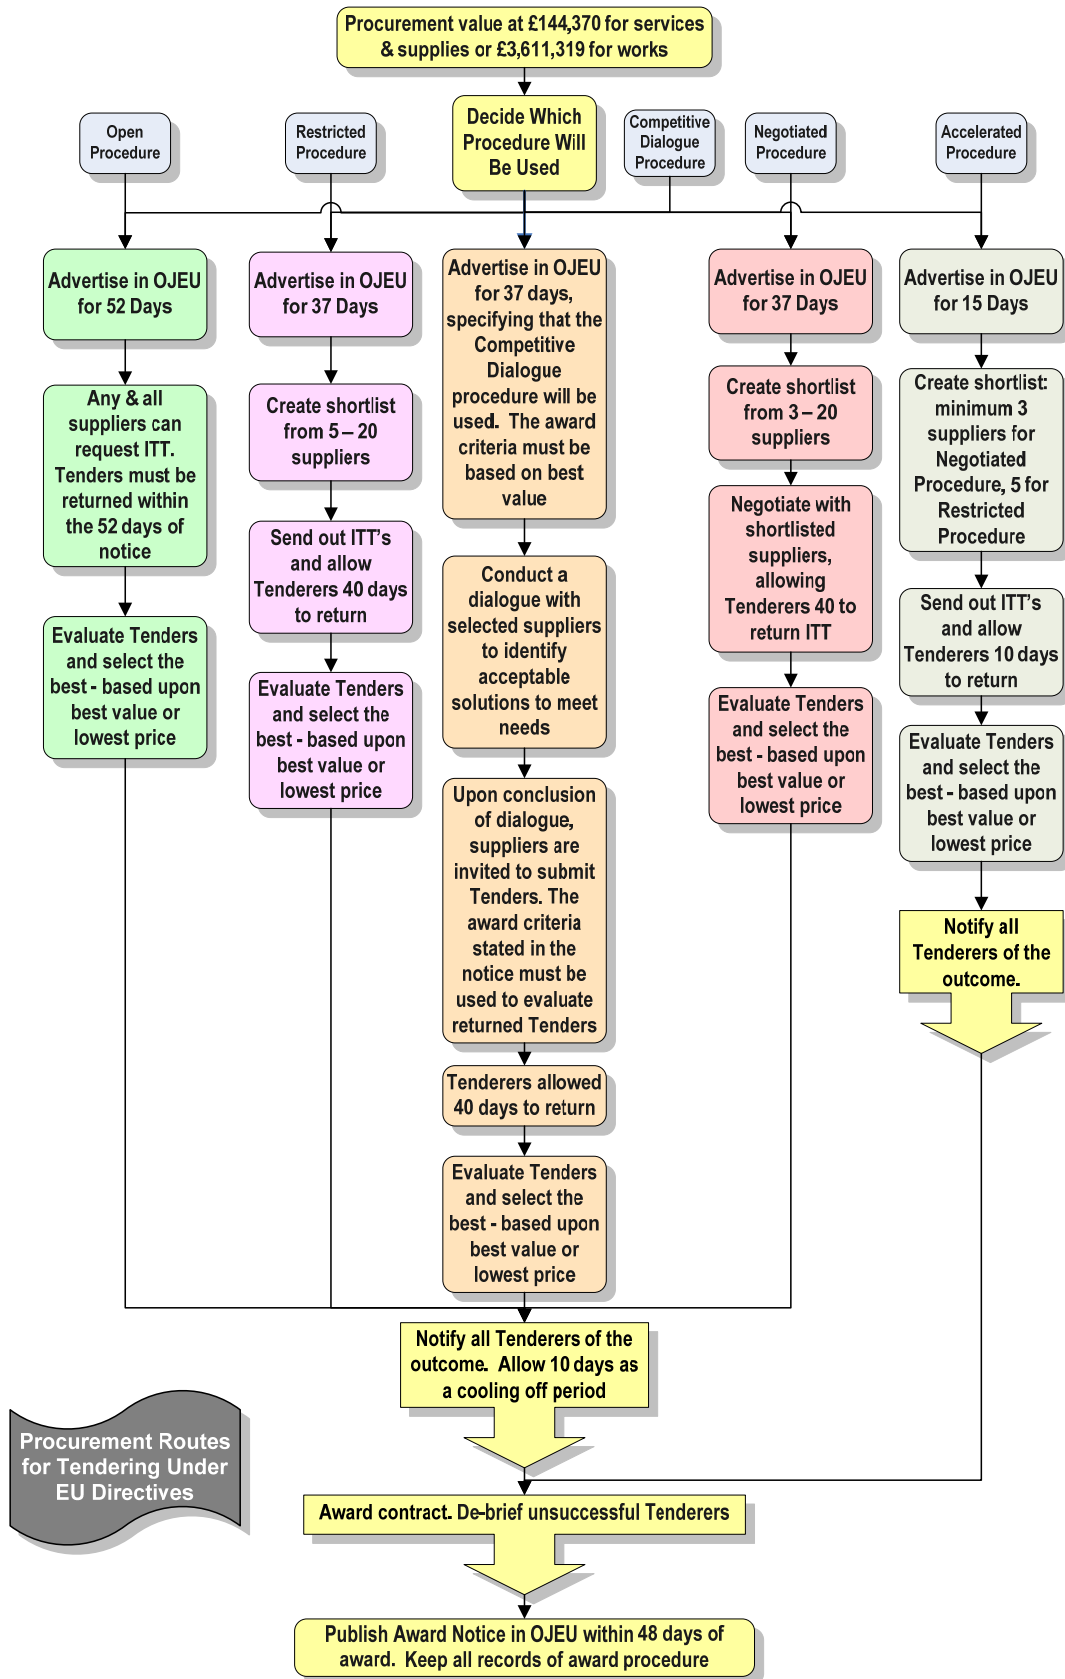 Procurement value at £144,370 for services
& supplies or £3,611,319 for works
Decide Which
Procedure Will
Be Used
Open
Procedure
Restricted
Procedure
Competitive
Dialogue
Procedure
Negotiated
Procedure
Accelerated
Procedure
Advertise in OJEU
for 52 Days
Any & all
suppliers can
request ITT.
Tenders must be
returned within
the 52 days of
notice
Evaluate Tenders
and select the
best - based upon
best value or
lowest price
Advertise in OJEU
for 37 Days
Create shortlist
from 5 – 20
suppliers
Send out ITT's
and allow
Tenderers 40 days
to return
Evaluate Tenders
and select the
best - based upon
best value or
lowest price
Advertise in OJEU
for 37 days,
specifying that the
Competitive
Dialogue
procedure will be
used. The award
criteria must be
based on best
value
Conduct a
dialogue with
selected suppliers
to identify
acceptable
solutions to meet
needs
Upon conclusion
of dialogue,
suppliers are
invited to submit
Tenders. The
award criteria
stated in the
notice must be
used to evaluate
returned Tenders
Tenderers allowed
40 days to return
Evaluate Tenders
and select the
best - based upon
best value or
lowest price
Advertise in OJEU
for 37 Days
Create shortlist
from 3 – 20
suppliers
Negotiate with
shortlisted
suppliers,
allowing
Tenderers 40 to
return ITT
Evaluate Tenders
and select the
best - based upon
best value or
lowest price
Advertise in OJEU
for 15 Days
Create shortlist:
minimum 3
suppliers for
Negotiated
Procedure, 5 for
Restricted
Procedure
Send out ITT's
and allow
Tenderers 10 days
to return
Evaluate Tenders
and select the
best - based upon
best value or
lowest price
Notify all
Tenderers of the
outcome.
Notify all Tenderers of the
outcome. Allow 10 days as
a cooling off period
Procurement Routes
for Tendering Under
EU Directives
Award contract. De-brief unsuccessful Tenderers
Publish Award Notice in OJEU within 48 days of
award. Keep all records of award procedure